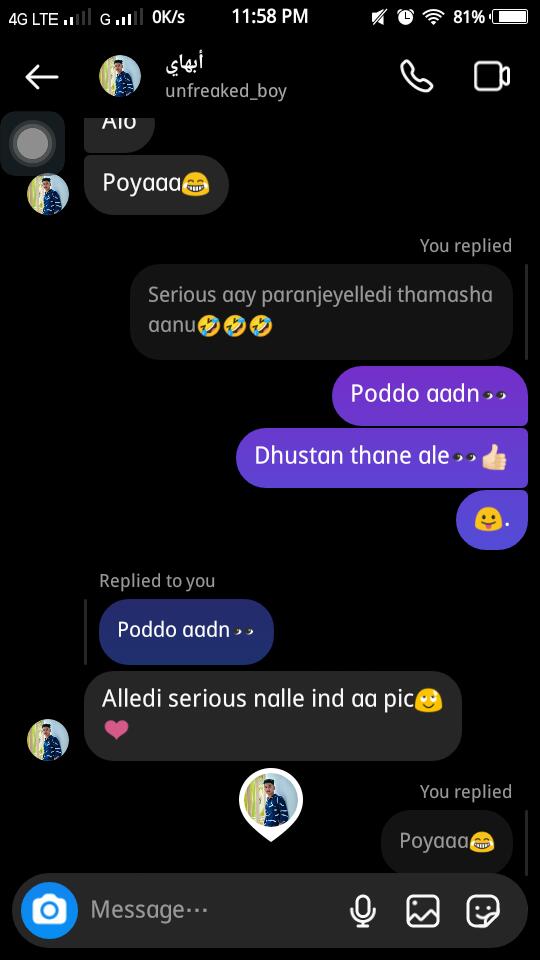 4G LTE G 0K/s 11:58 PM 81%
أبهاي
unfreaked_boy
Alo
Poyaaa😂
You replied
Serious aay paranjeyelledi thamasha
aanu🤣🤣🤣
Poddo aadn👀
Dhustan thane ale👀👍🏻
😛.
Replied to you
Poddo aadn👀
Alledi serious nalle ind aa pic🙄
❤
You replied
Poyaaa😂
Message...